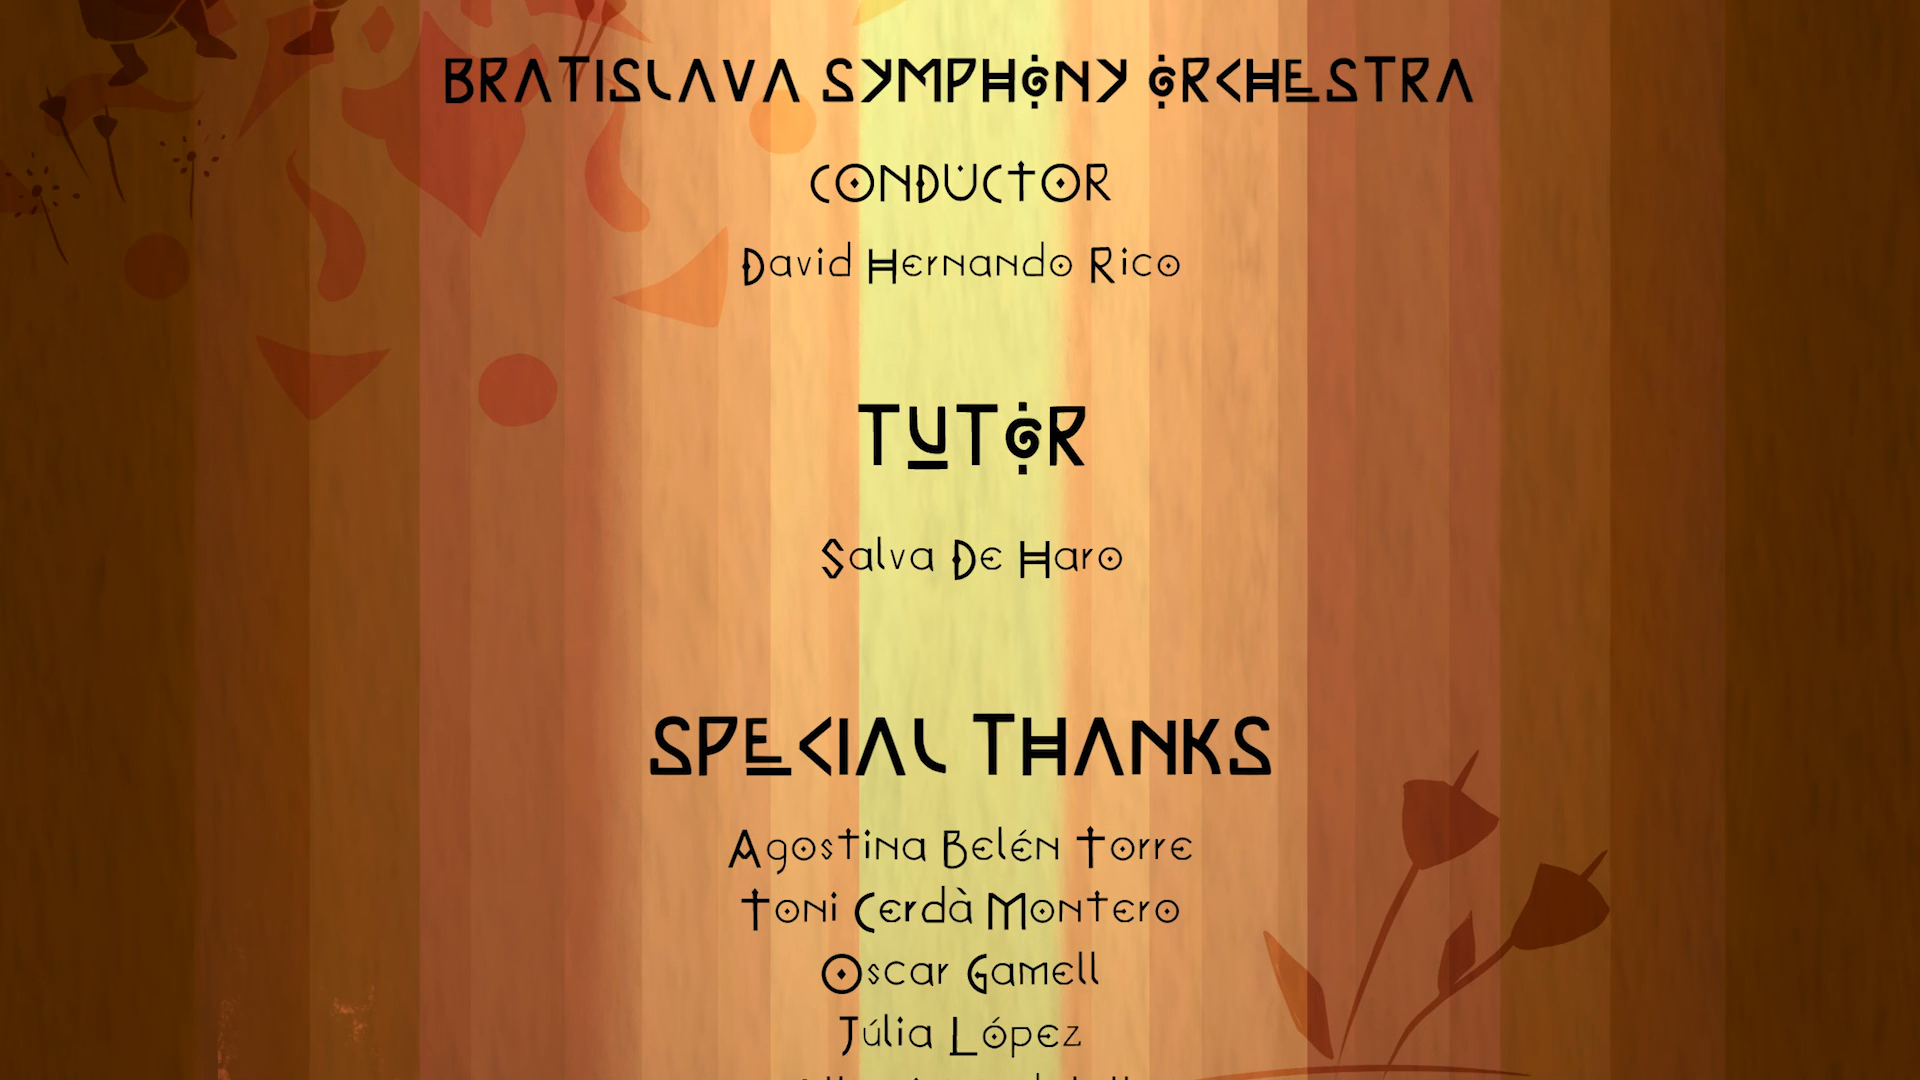 BRATISLAVA SYMPHONY ORCHESTRA
CONDUCTOR
David Hernando Rico
TUTOR
Salva De Haro
SPECIAL THANKS
Agostina Belén Torre
Toni Cerdà Montero
Oscar Gamell
Júlia López